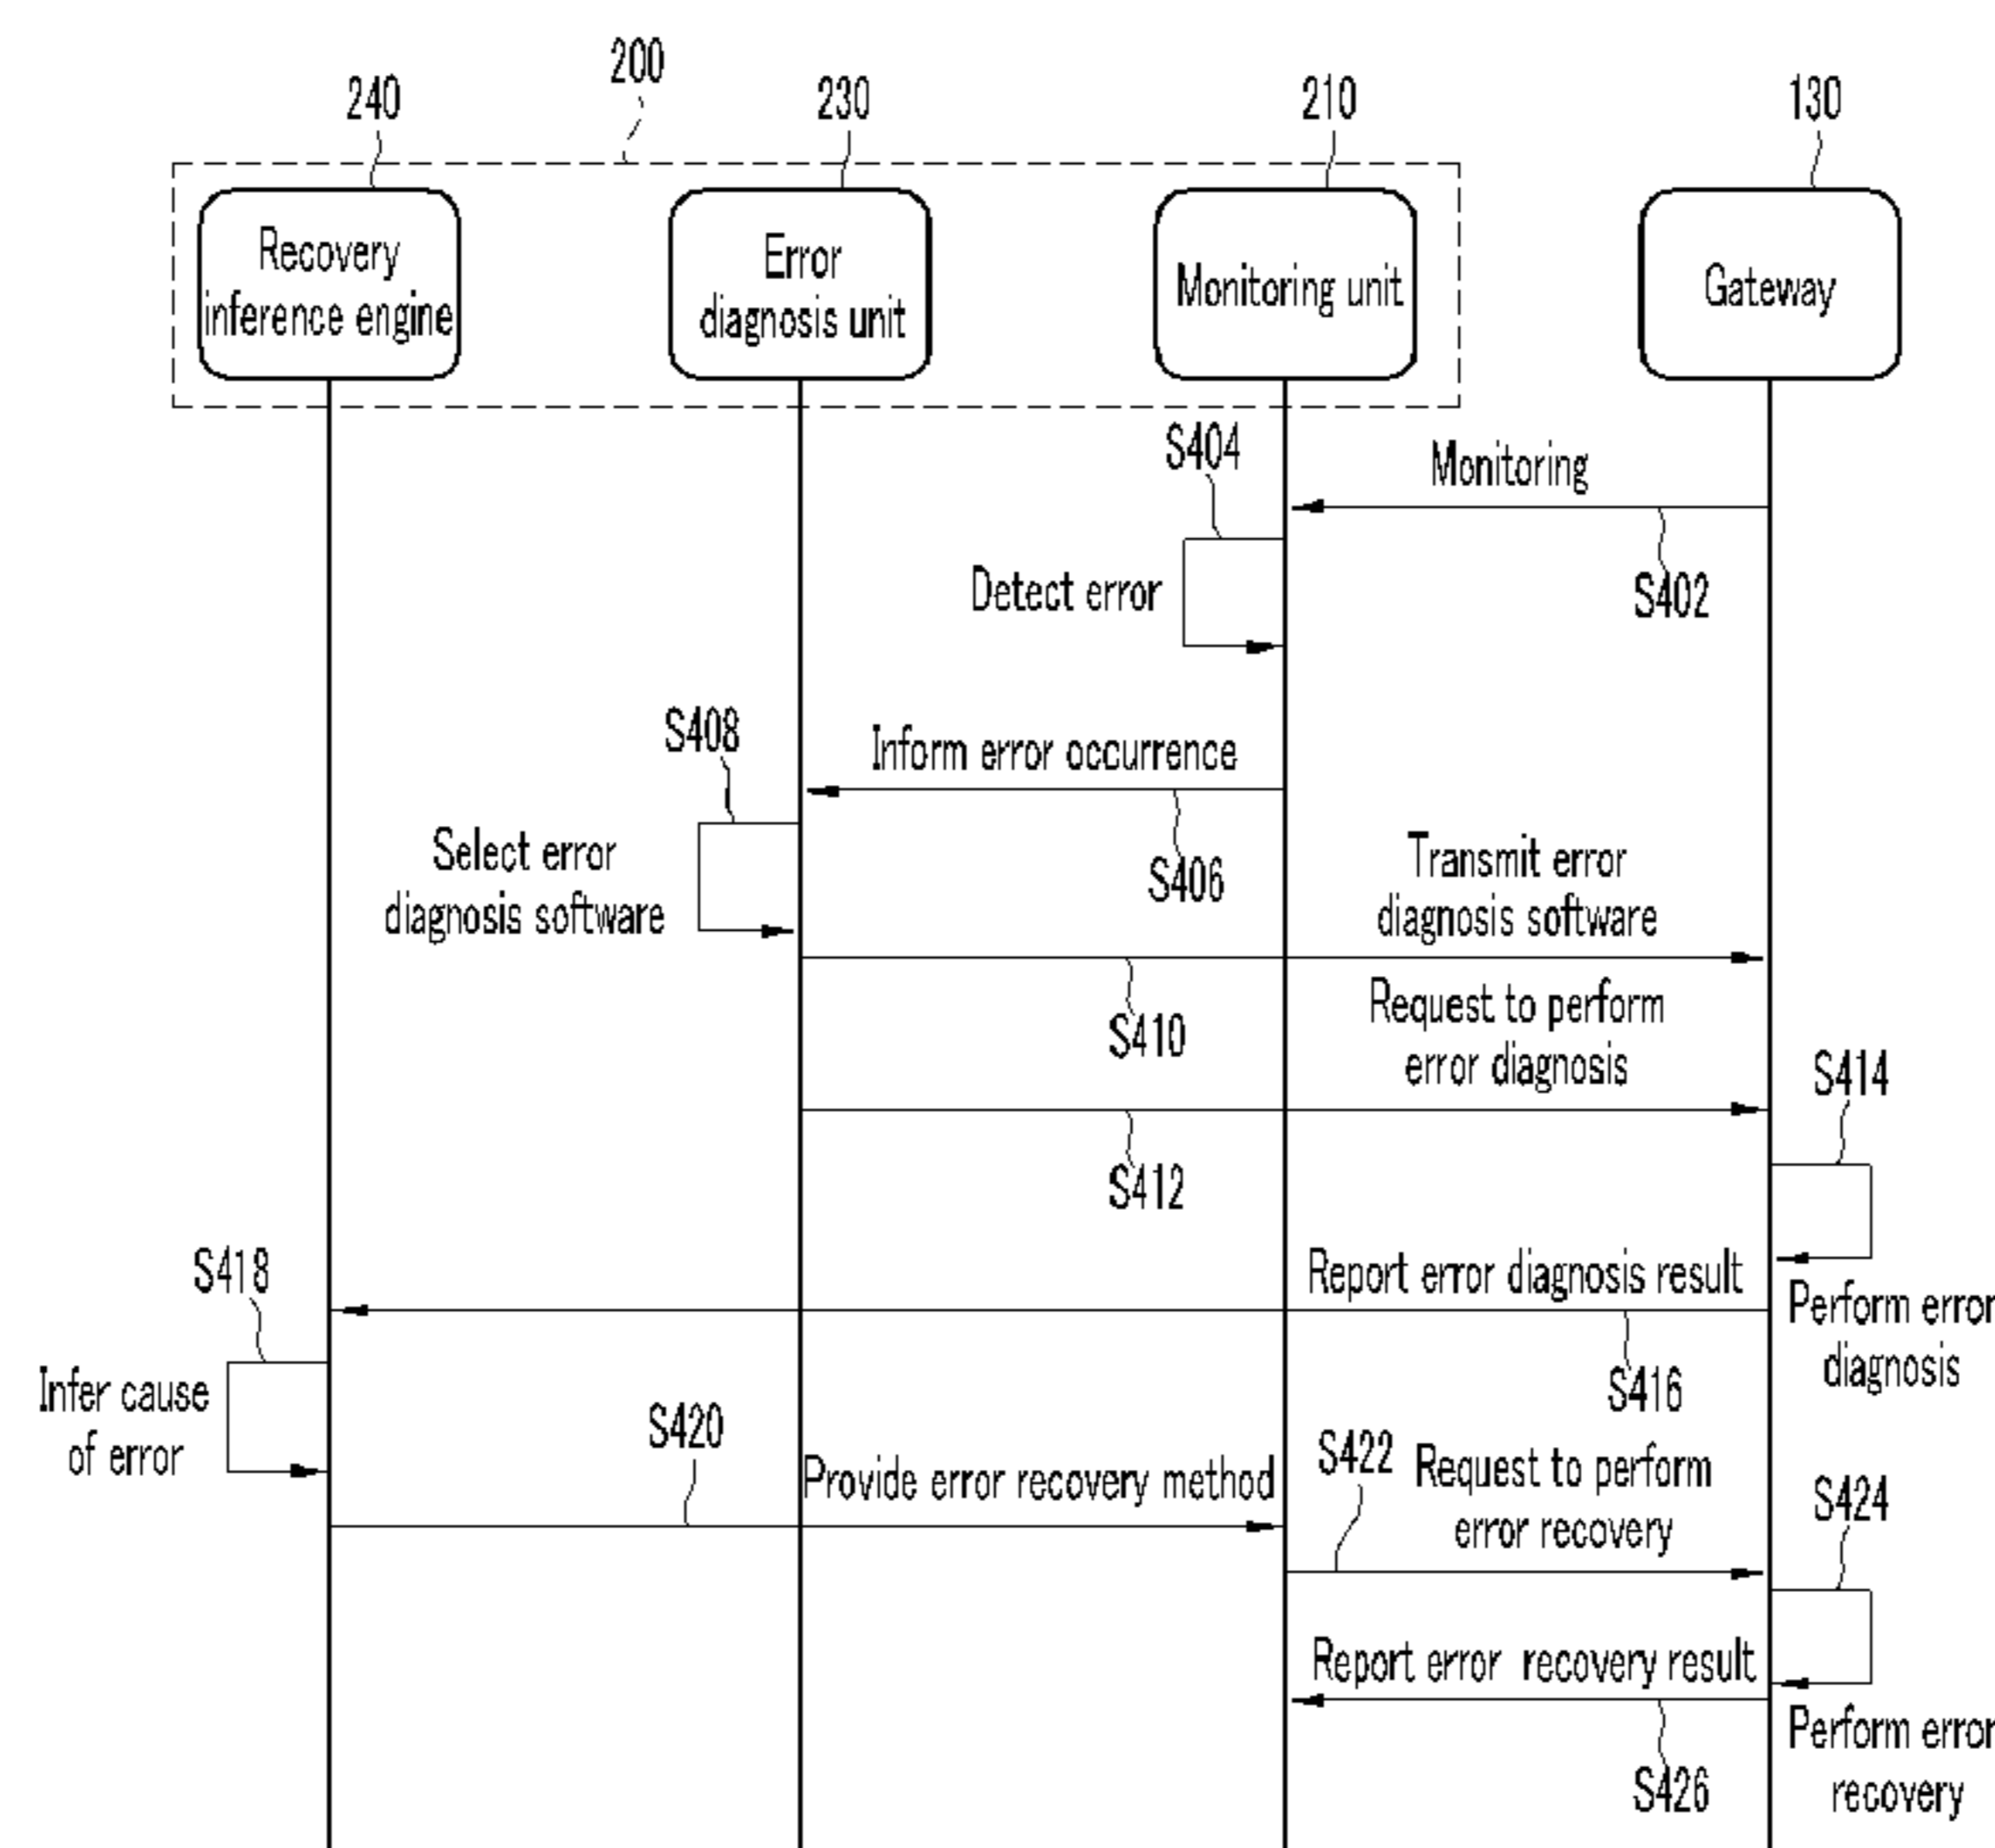 200
240
230
210
130
Recovery
inference engine
Error
diagnosis unit
Monitoring unit
Gateway
S404
Monitoring
S402
Detect error
S408
Inform error occurrence
S406
Select error
diagnosis software
Transmit error
diagnosis software
S410
Request to perform
error diagnosis
S412
S414
Perform error
diagnosis
Report error diagnosis result
S416
S418
Infer cause
of error
S420
Provide error recovery method
S422
Request to perform
error recovery
S424
Perform error
recovery
Report error recovery result
S426